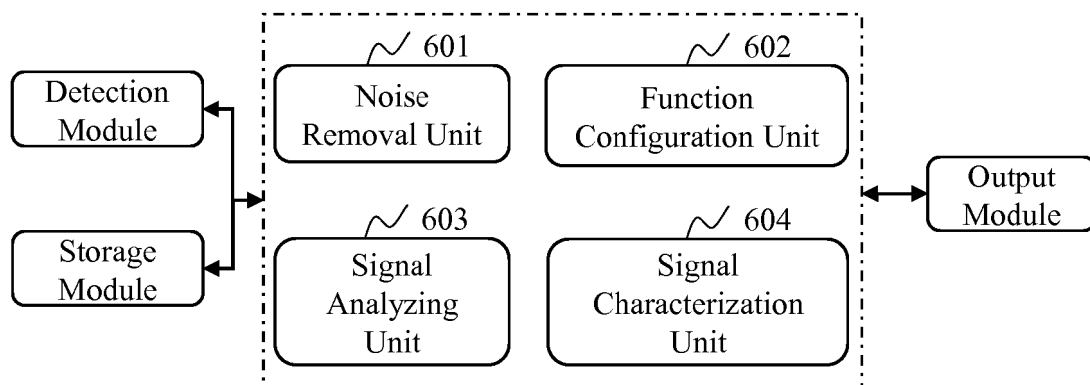 601
602
Detection
Module
Noise
Removal Unit
Function
Configuration Unit
Output
Module
603
604
Storage
Module
Signal
Analyzing
Unit
Signal
Characterization
Unit